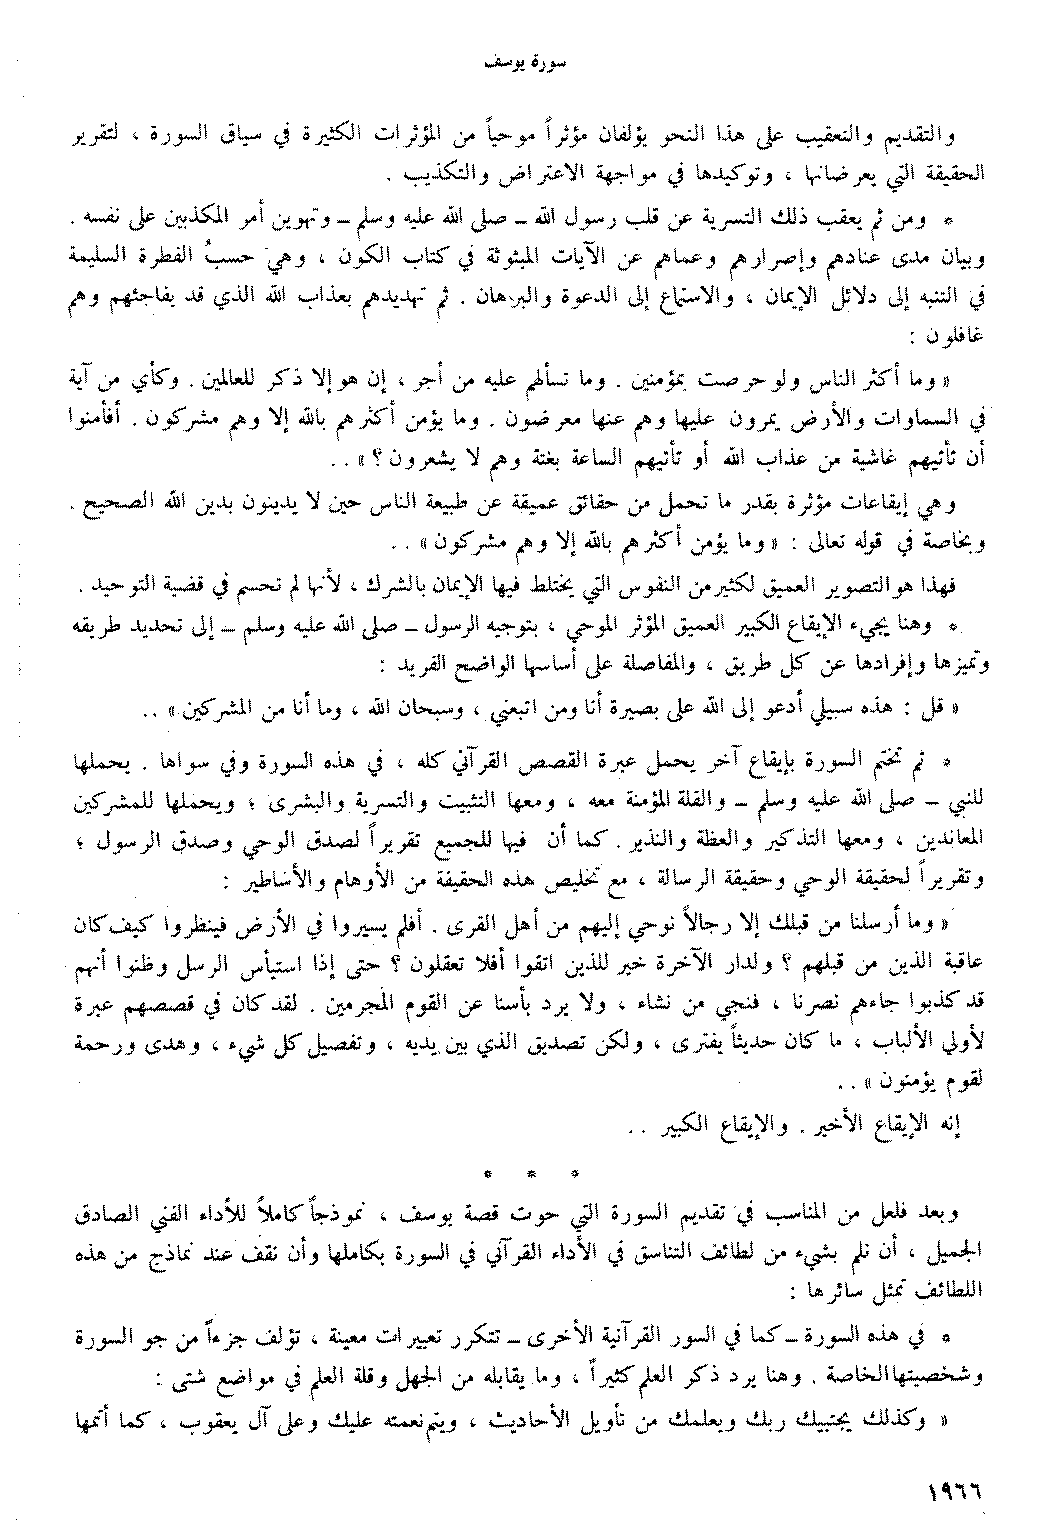 سورة يوسف
والتقديم والتعقيب على هذا النحو يؤلفان مؤثراً موحياً من المؤثرات الكثيرة في سياق السورة ، لتقرير
الحقيقة التي يعرضانها ، وتوكيدها في مواجهة الاعتراض والتكذيب .
* ومن ثم يعقب ذلك التسرية عن قلب رسول الله – صلى الله عليه وسلم – وتهوين أمر المكذبين على نفسه .
وبيان مدى عنادهم وإصرارهم وعماهم عن الآيات المبثوثة في كتاب الكون ، وهي حسبُ الفطرة السليمة
في التنبه إلى دلائل الإيمان ، والاستماع إلى الدعوة والبرهان . ثم تهديدهم بعذاب الله الذي قد يفاجئهم وهم
غافلون :
« وما أكثر الناس ولو حرصت بمؤمنين . وما تسألهم عليه من أجر ، إن هو إلا ذكر للعالمين . وكأي من آية
في السماوات والأرض يمرون عليها وهم عنها معرضون . وما يؤمن أكثرهم بالله إلا وهم مشركون . أفأمنوا
أن تأتيهم غاشية من عذاب الله أو تأتيهم الساعة بغتة وهم لا يشعرون ؟ » . .
وهي إيقاعات مؤثرة بقدر ما تحمل من حقائق عميقة عن طبيعة الناس حين لا يدينون بدين الله الصحيح .
وبخاصة في قوله تعالى : « وما يؤمن أكثرهم بالله إلا وهم مشركون » . .
فهذا هو التصوير العميق لكثير من النفوس التي يختلط فيها الإيمان بالشرك ، لأنها لم تحسم في قضية التوحيد .
* وهنا يجيء الإيقاع الكبير العميق المؤثر الموحي ، بتوجيه الرسول – صلى الله عليه وسلم – إلى تحديد طريقه
وتميزها وإفرادها عن كل طريق ، والمفاصلة على أساسها الواضح الفريد :
« قل : هذه سبيلي أدعو إلى الله على بصيرة أنا ومن اتبعني ، وسبحان الله ، وما أنا من المشركين » . .
* ثم تختم السورة بإيقاع آخر يحمل عبرة القصص القرآني كله ، في هذه السورة وفي سواها . يحملها
للنبي – صلى الله عليه وسلم – والقلة المؤمنة معه ، ومعها التثبيت والتسرية والبشرى ؛ ويحملها للمشركين
المعاندين ، ومعها التذكير والعظة والنذير . كما أن فيها للجميع تقريراً لصدق الوحي وصدق الرسول ؛
وتقريراً لحقيقة الوحي وحقيقة الرسالة ، مع تخليص هذه الحقيقة من الأوهام والأساطير :
« وما أرسلنا من قبلك إلا رجالاً نوحي إليهم من أهل القرى . أفلم يسيروا في الأرض فينظروا كيف كان
عاقبة الذين من قبلهم ؟ ولدار الآخرة خير للذين اتقوا أفلا تعقلون ؟ حتى إذا استيأس الرسل وظنوا أنهم
قد كذبوا جاءهم نصرنا ، فنجي من نشاء ، ولا يرد بأسنا عن القوم المجرمين . لقد كان في قصصهم عبرة
لأولي الألباب ، ما كان حديثاً يفترى ، ولكن تصديق الذي بين يديه ، وتفصيل كل شيء ، وهدى ورحمة
لقوم يؤمنون » . .
إنه الإيقاع الأخير . والإيقاع الكبير . .
* * *
وبعد فلعل من المناسب في تقديم السورة التي حوت قصة يوسف ، نموذجاً كاملاً للأداء الفني الصادق
الجميل ، أن نلم بشيء من لطائف التناسق في الأداء القرآني في السورة بكاملها وأن نقف عند نماذج من هذه
اللطائف تمثل سائرها :
* في هذه السورة – كما في السور القرآنية الأخرى – تتكرر تعبيرات معينة ، تؤلف جزءاً من جو السورة
وشخصيتها الخاصة . وهنا يرد ذكر العلم كثيراً ، وما يقابله من الجهل وقلة العلم في مواضع شتى :
« وكذلك يجتبيك ربك ويعلمك من تأويل الأحاديث ، ويتم نعمته عليك وعلى آل يعقوب ، كما أتمها
١٩٦٦